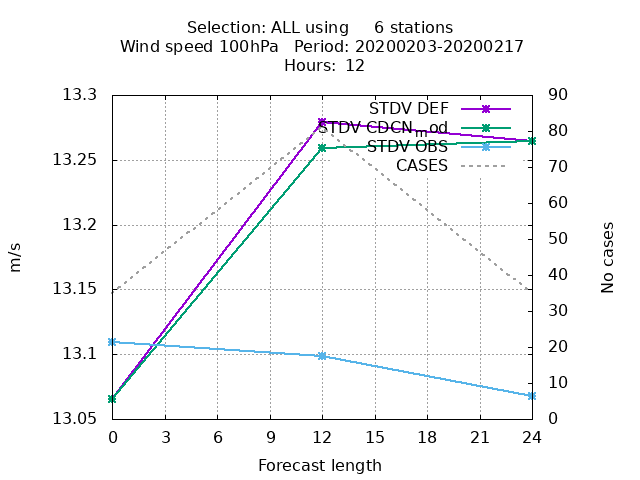 Selection: ALL using     6 stations
Wind speed 100hPa   Period: 20200203-20200217
Hours: 12
STDV DEF
STDV CDCN_mod
STDV OBS
CASES
13.3
13.25
13.2
13.15
13.1
13.05
90
80
70
60
50
40
30
20
10
0
m/s
No cases
0 3 6 9 12 15 18 21 24
Forecast length